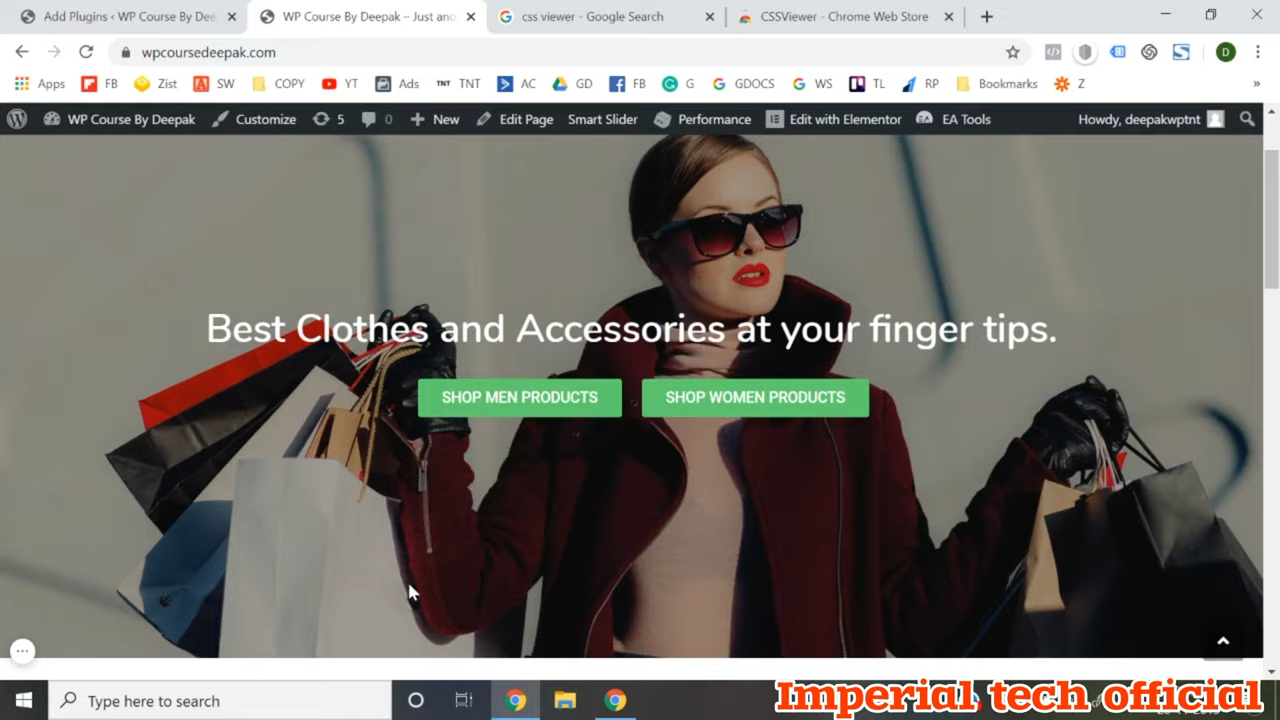 Add Plugins ‹ WP Course By Dee
WP Course By Deepak – Just ano
css viewer - Google Search
CSSViewer - Chrome Web Store
wpcoursedeepak.com
D
Apps FB Zist SW COPY YT Ads TNT TNT AC GD FB G GDOCS WS TL RP Bookmarks Z »
WP Course By Deepak Customize 5 0 New Edit Page Smart Slider Performance Edit with Elementor EA Tools Howdy, deepakwptnt
Best Clothes and Accessories at your finger tips.
SHOP MEN PRODUCTS SHOP WOMEN PRODUCTS
Type here to search
Imperial tech official